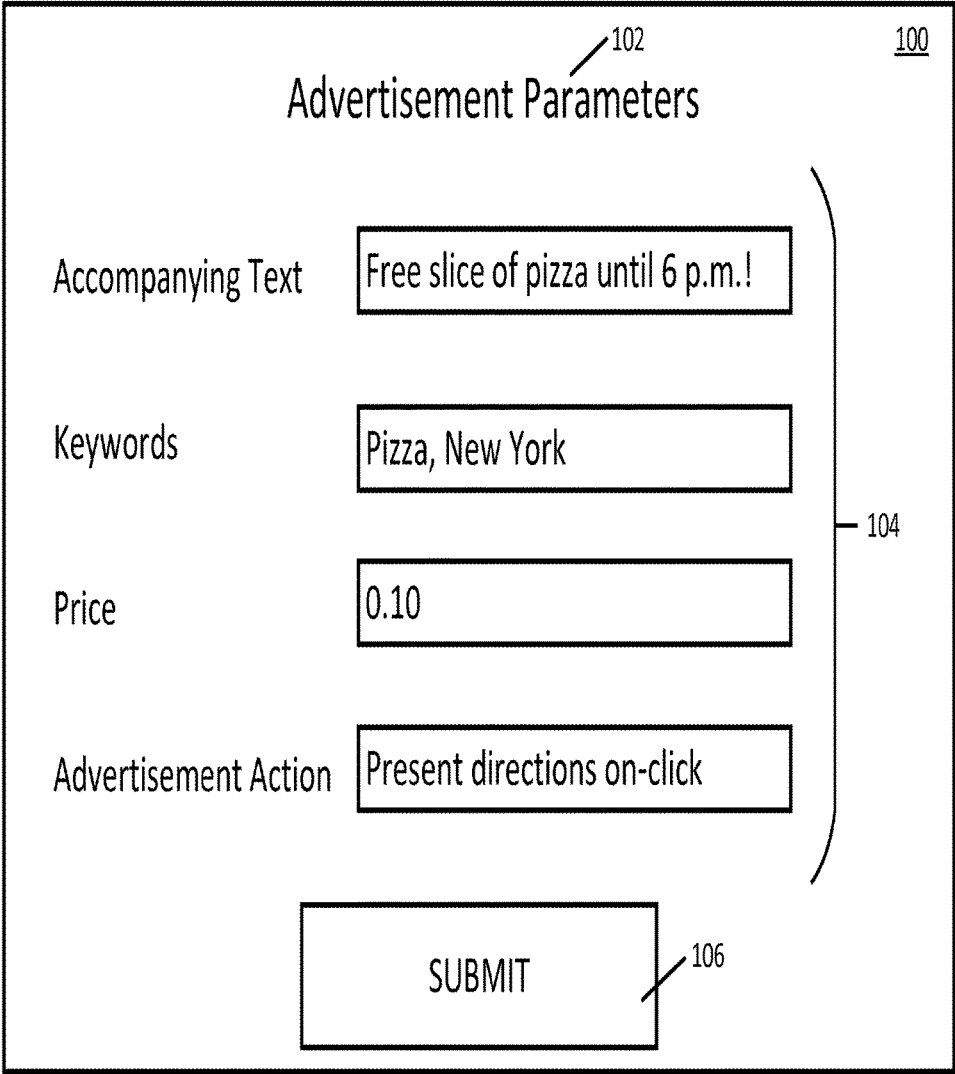 102
100
Advertisement Parameters
Accompanying Text
Free slice of pizza until 6 p.m.!
Keywords
Pizza, New York
104
Price
0.10
Advertisement Action
Present directions on-click
SUBMIT
106